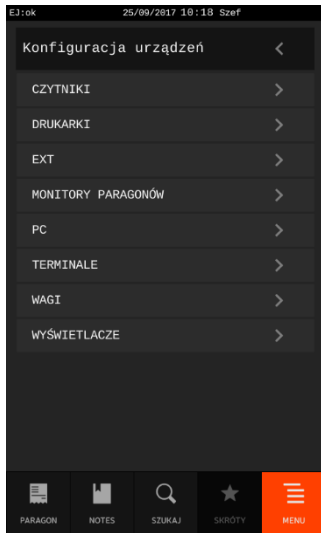 EJ:ok 25/09/2017 10:18 Szef
Konfiguracja urządzeń
CZYTNIKI
DRUKARKI
EXT
MONITORY PARAGONÓW
PC
TERMINALE
WAGI
WYŚWIETLACZE
PARAGON NOTES SZUKAJ SKRÓTY MENU